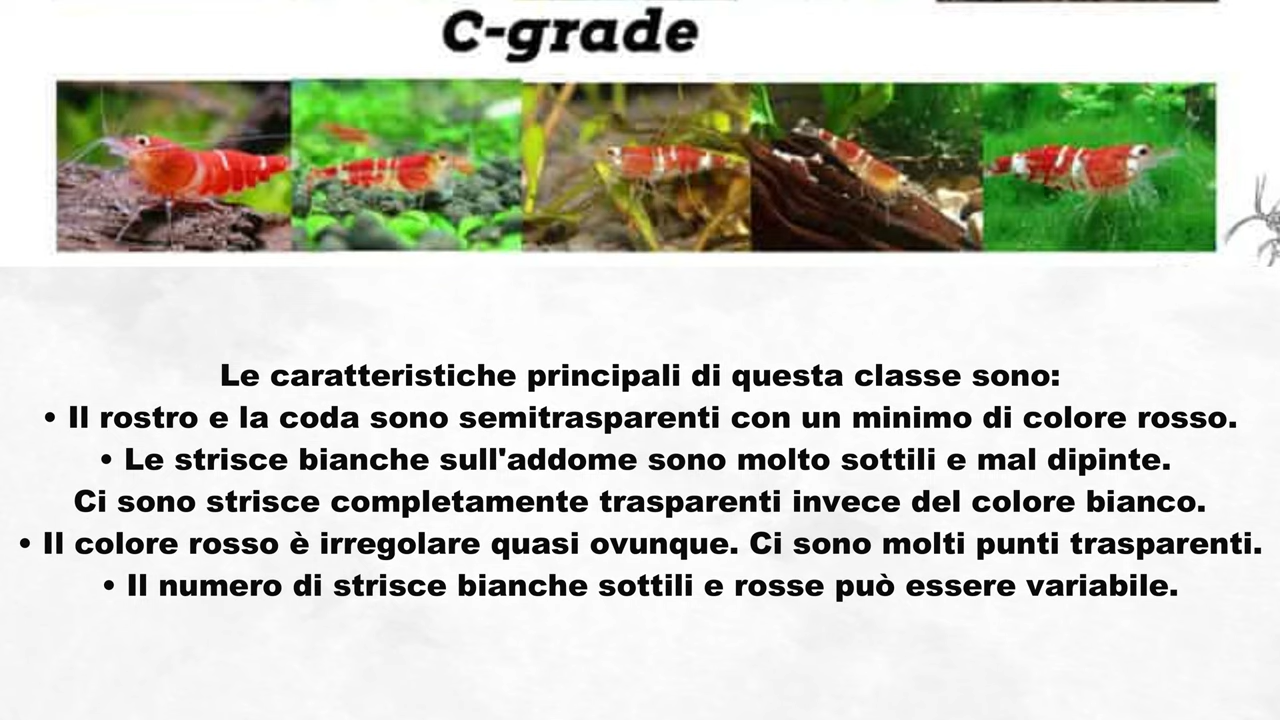 C-grade
Le caratteristiche principali di questa classe sono:
• Il rostro e la coda sono semitrasparenti con un minimo di colore rosso.
• Le strisce bianche sull'addome sono molto sottili e mal dipinte.
Ci sono strisce completamente trasparenti invece del colore bianco.
• Il colore rosso è irregolare quasi ovunque. Ci sono molti punti trasparenti.
• Il numero di strisce bianche sottili e rosse può essere variabile.